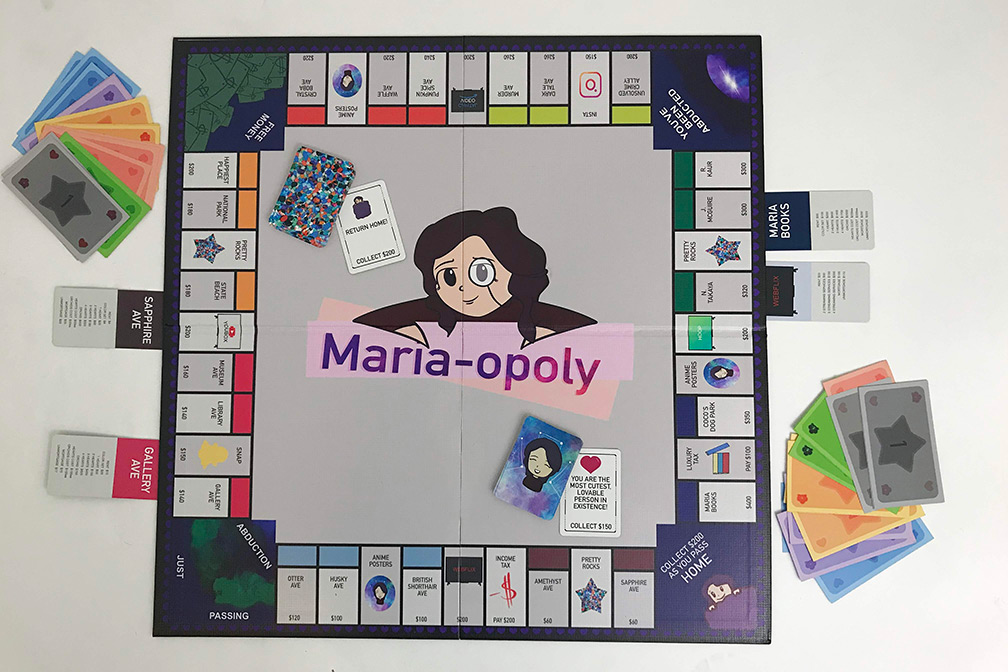 CRYSTAL
BOBA
AVE
$220
ANIME
POSTERS
WAFFLE
AVE
$220
PUMPKIN
SPICE
AVE
$240
VIDEO
$200
MURDER
AVE
$260
DARK
TALE
AVE
$260
INSTA
$150
UNSOLVED
CRIME
ALLEY
$280
FREE
MONEY
YOU'VE
BEEN
ABDUCTED
HAPPIEST
PLACE
$200
NATIONAL
PARK
$180
PRETTY
ROCKS
STATE
BEACH
$180
$200
MUSEUM
AVE
$160
LIBRARY
AVE
$140
SNAP
$150
GALLERY
AVE
$140
R.
KAUR
$300
J.
MCGUIRE
$300
PRETTY
ROCKS
N.
TAKAYA
$320
$200
ANIME
POSTERS
COCO'S
DOG PARK
$350
LUXURY
TAX
PAY $100
MARIA
BOOKS
$400
RETURN HOME!
COLLECT $200
Maria-opoly
YOU ARE THE
MOST CUTEST,
LOVABLE
PERSON IN
EXISTENCE!
COLLECT $150
ABDUCTION
JUST
PASSING
OTTER
AVE
$120
HUSKY
AVE
$100
ANIME
POSTERS
BRITISH
SHORTHAIR
AVE
$100
WEBFLIX
$200
INCOME
TAX
PAY $200
AMETHYST
AVE
$60
PRETTY
ROCKS
SAPPHIRE
AVE
$60
COLLECT $200
AS YOU PASS
HOME
SAPPHIRE
AVE
GALLERY
AVE
MARIA
BOOKS
WEBFLIX
1
1